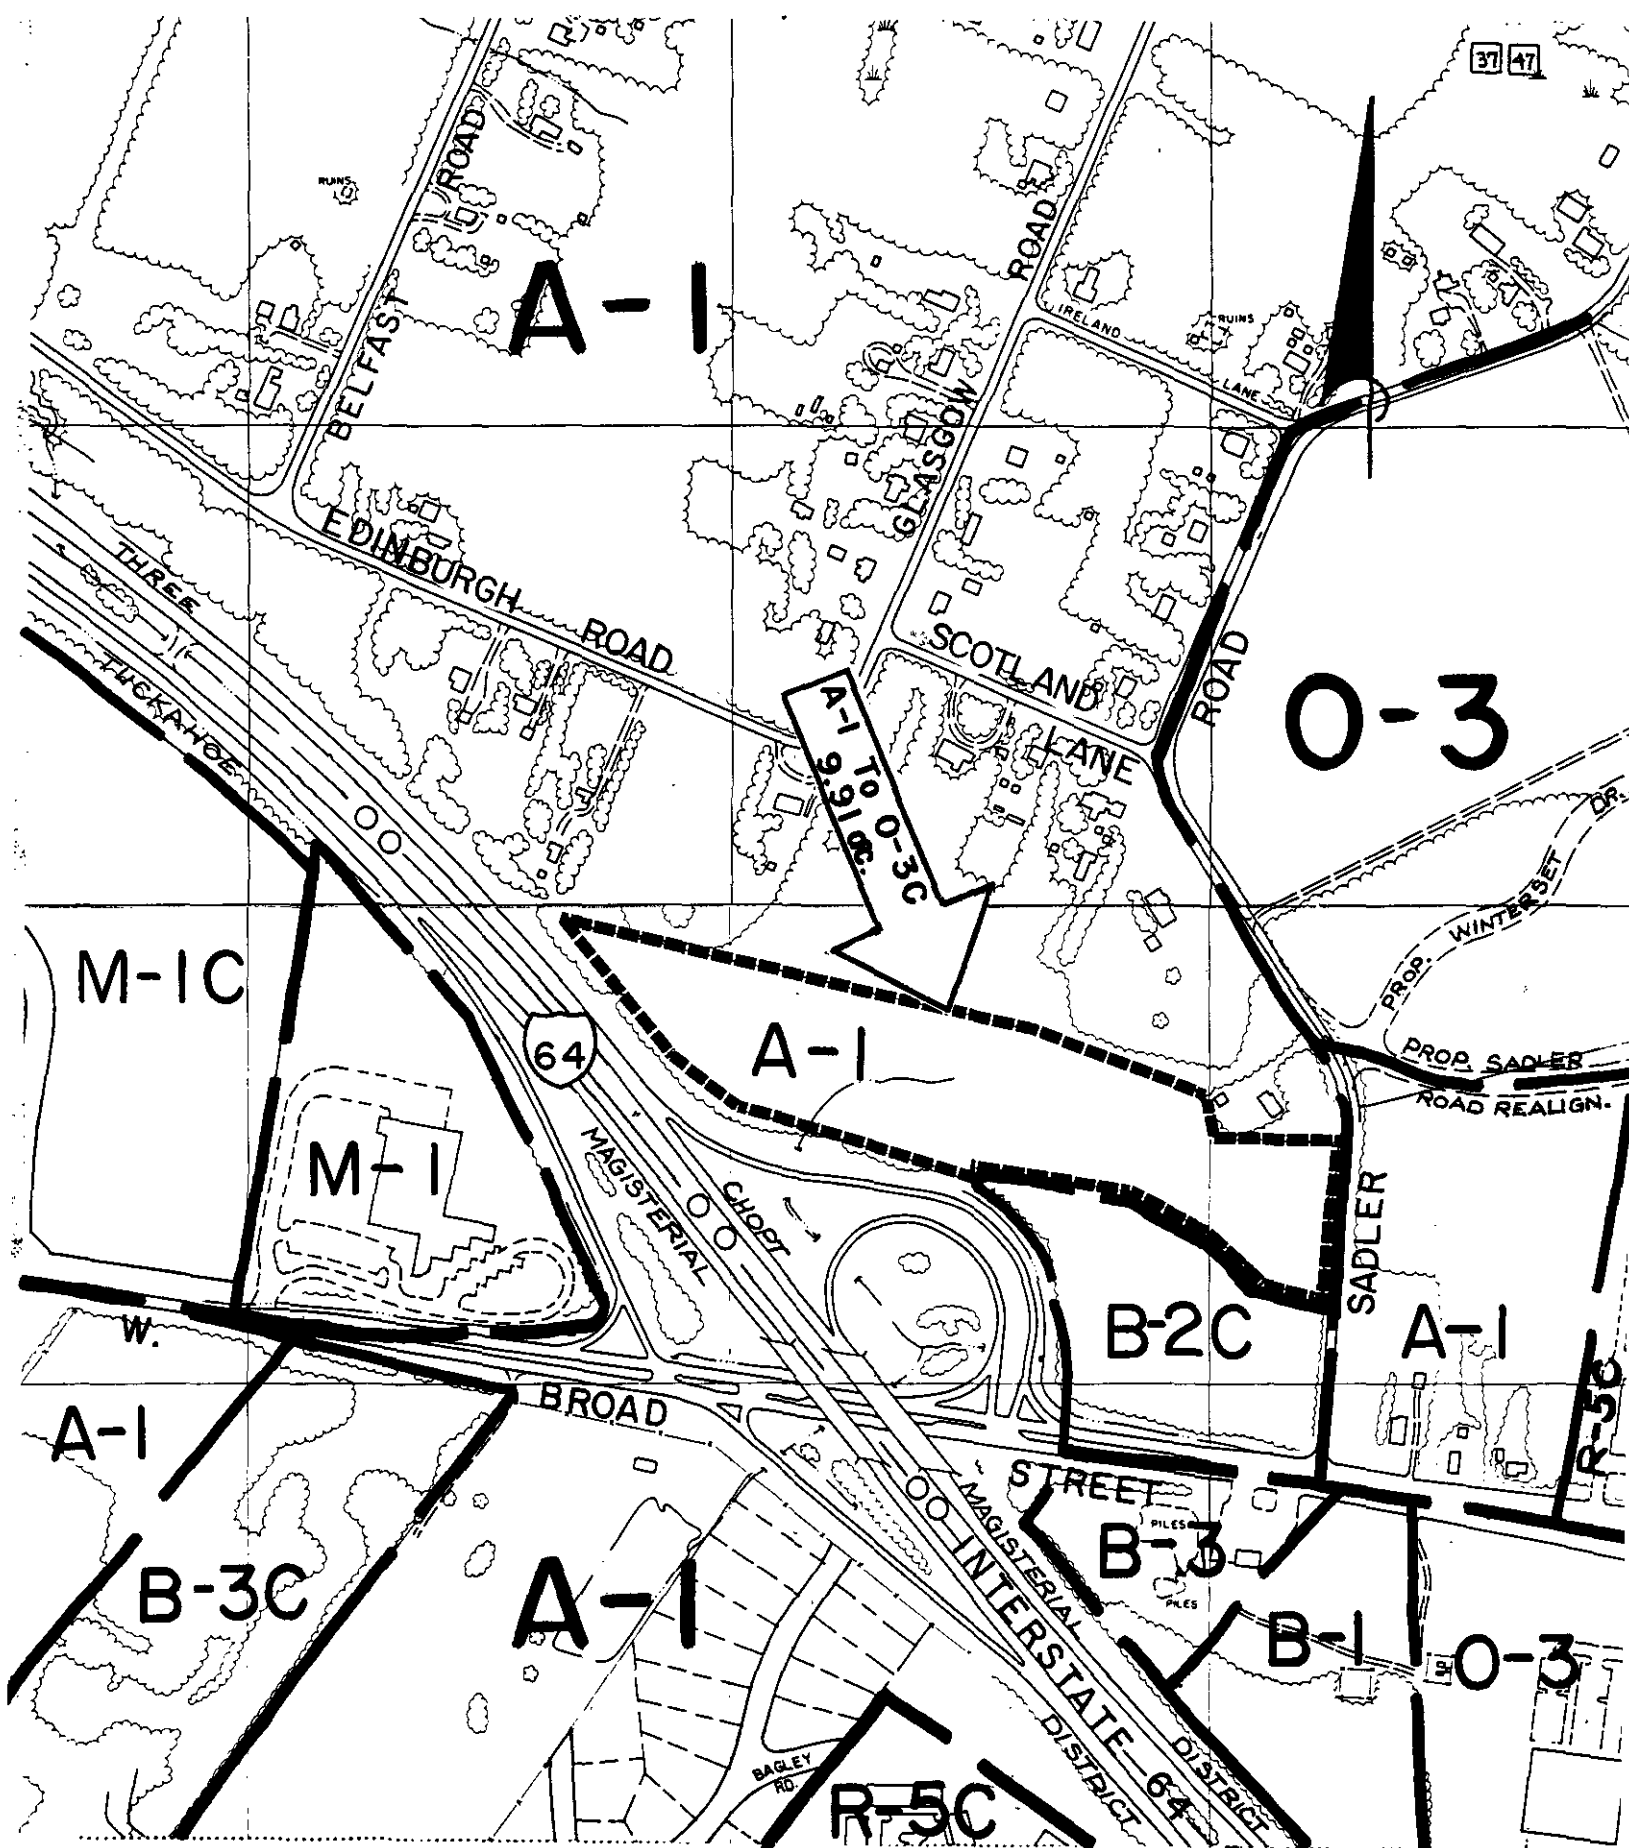 37 47
ROAD
RUINS
ROAD
A-1
BELFAST
IRELAND
RUINS
LANE
GLASGOW
EDINBURGH
THREE
ROAD
SCOTLAND
ROAD
TUCKAHOE
A-1 TO O-3C
9.91 ac.
LANE
O-3
DR.
WINTERSET
PROP.
M-1C
64
A-1
PROP. SADLER
ROAD REALIGN.
M-1
MAGISTERIAL
CHOPT
SADLER
W.
B-2C
A-1
R-5C
BROAD
A-1
STREET
MAGISTERIAL
PILES
B-3
PILES
B-3C
A-1
INTERSTATE-64
B-1
O-3
DISTRICT
DISTRICT
BAGLEY
RD.
R-5C